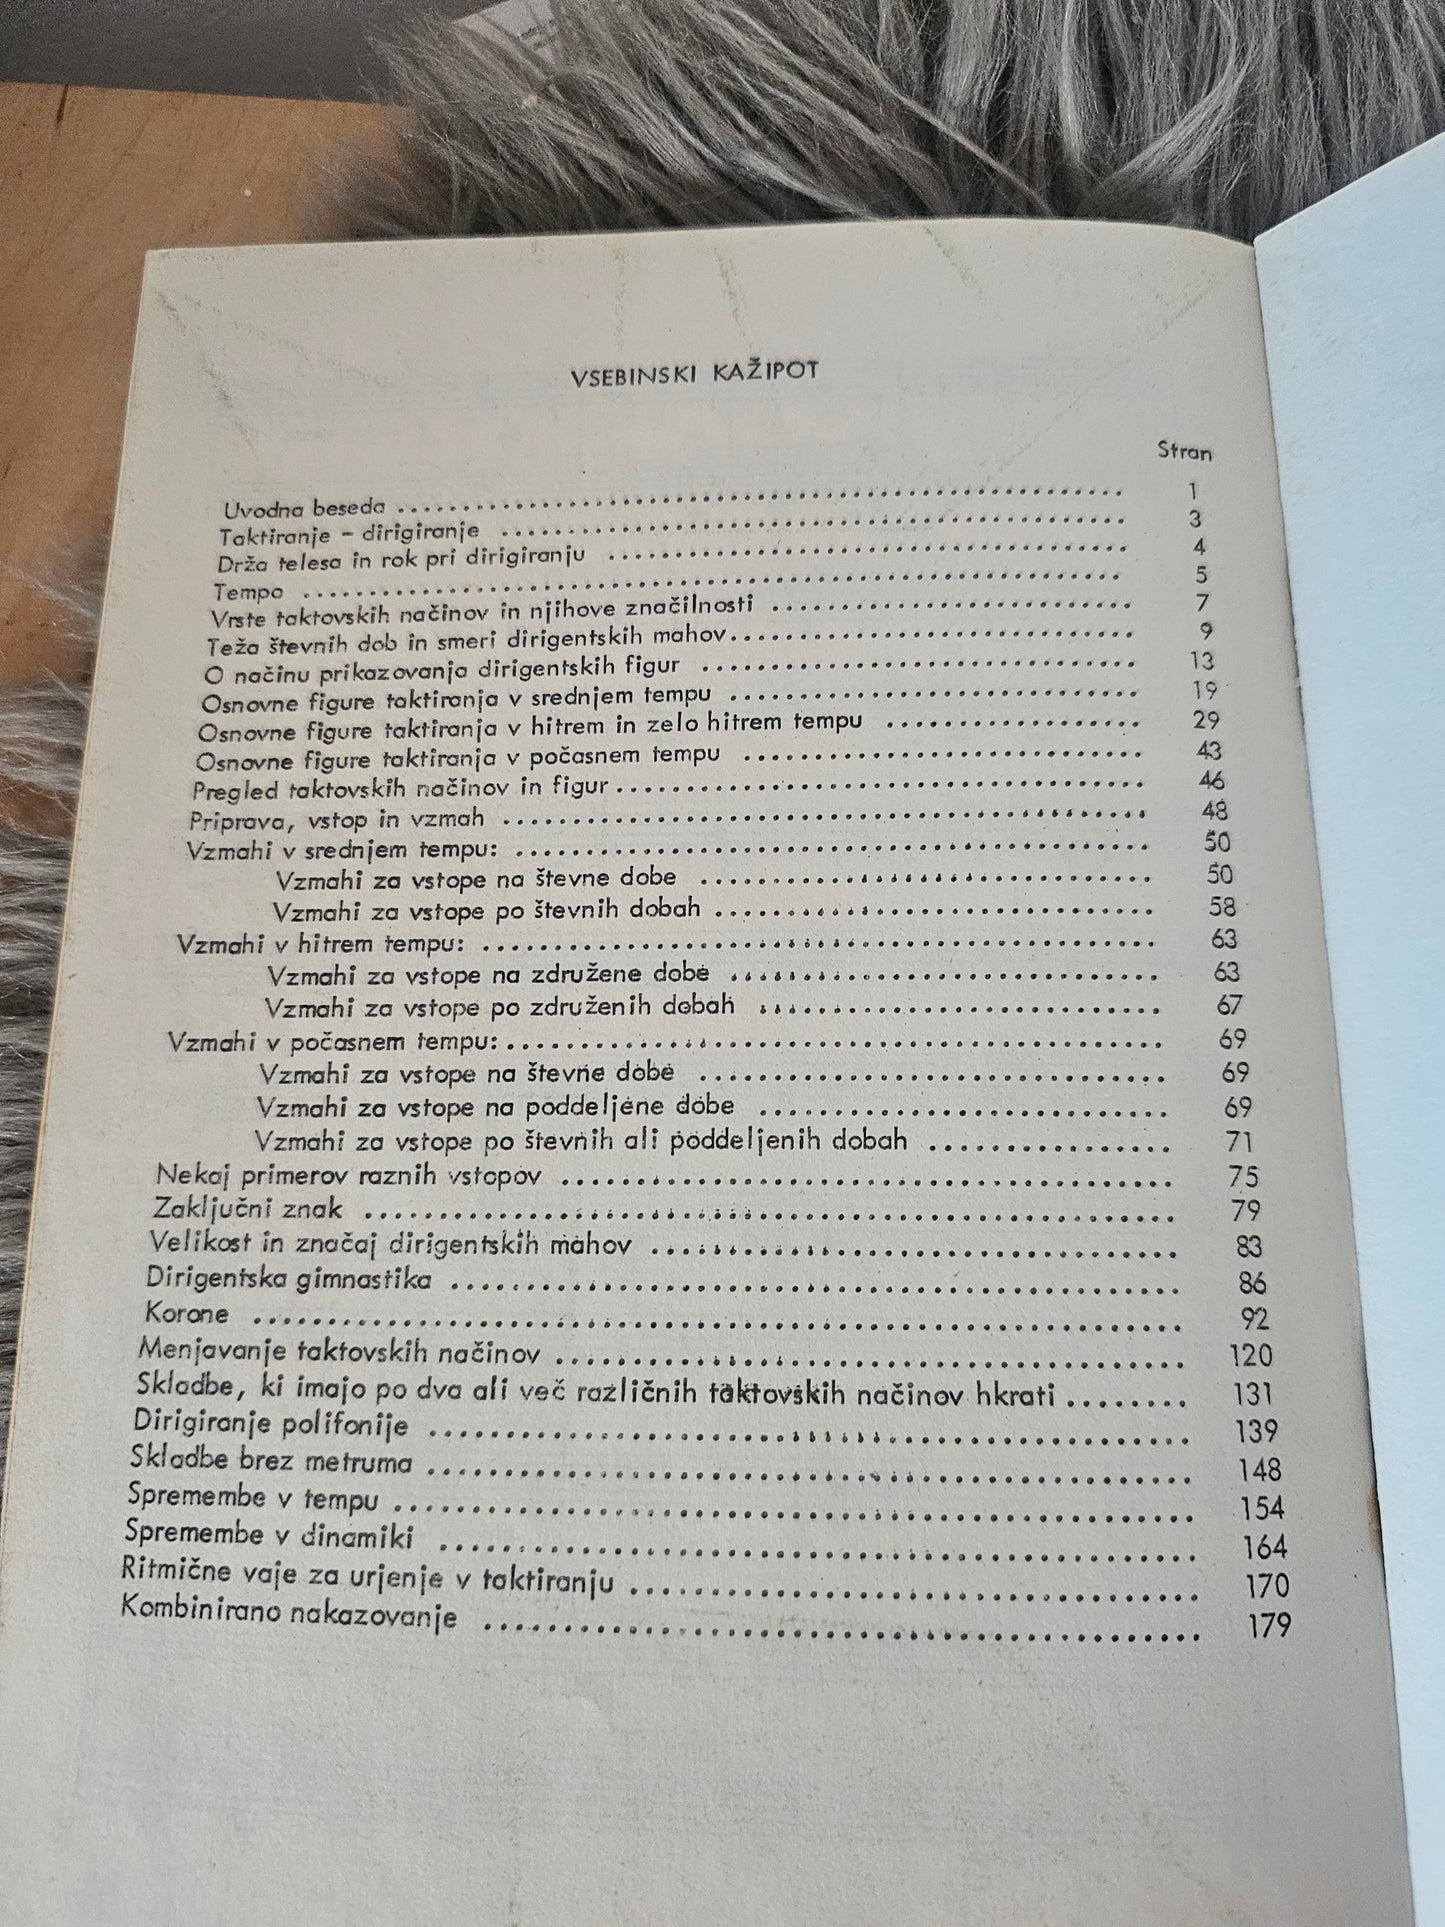 VSEBINSKI KAŽIPOT
Stran
Uvodna beseda ........................................ 1
Taktiranje - dirigiranje ........................................ 3
Drža telesa in rok pri dirigiranju ........................................ 4
Tempo ........................................ 5
Vrste taktovskih načinov in njihove značilnosti ........................................ 7
Teža števnih dob in smeri dirigentskih mahov ........................................ 9
O načinu prikazovanja dirigentskih figur ........................................ 13
Osnovne figure taktiranja v srednjem tempu ........................................ 19
Osnovne figure taktiranja v hitrem in zelo hitrem tempu .................... 29
Osnovne figure taktiranja v počasnem tempu ........................................ 43
Pregled taktovskih načinov in figur ........................................ 46
Priprava, vstop in vzmah ........................................ 48
Vzmahi v srednjem tempu: ........................................ 50
Vzmahi za vstope na števne dobe ........................................ 50
Vzmahi za vstope po števnih dobah ........................................ 58
Vzmahi v hitrem tempu: ........................................ 63
Vzmahi za vstope na združene dobe ........................................ 63
Vzmahi za vstope po združenih dobah ........................................ 67
Vzmahi v počasnem tempu: ........................................ 69
Vzmahi za vstope na števne dobe ........................................ 69
Vzmahi za vstope na poddeljene dobe ........................................ 69
Vzmahi za vstope po števnih ali poddeljenih dobah .................... 71
Nekaj primerov raznih vstopov ........................................ 75
Zaključni znak ........................................ 79
Velikost in značaj dirigentskih mahov ........................................ 83
Dirigentska gimnastika ........................................ 86
Korone ........................................ 92
Menjavanje taktovskih načinov ........................................ 120
Skladbe, ki imajo po dva ali več različnih taktovskih načinov hkrati ........ 131
Dirigiranje polifonije ........................................ 139
Skladbe brez metruma ........................................ 148
Spremembe v tempu ........................................ 154
Spremembe v dinamiki ........................................ 164
Ritmične vaje za urjenje v taktiranju ........................................ 170
Kombinirano nakazovanje ........................................ 179